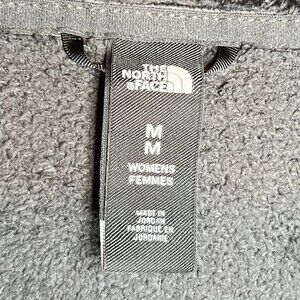 THE
NORTH
FACE
M
M
WOMENS
FEMMES
MADE IN
JORDAN
FABRIQUÉ EN
JORDANIE